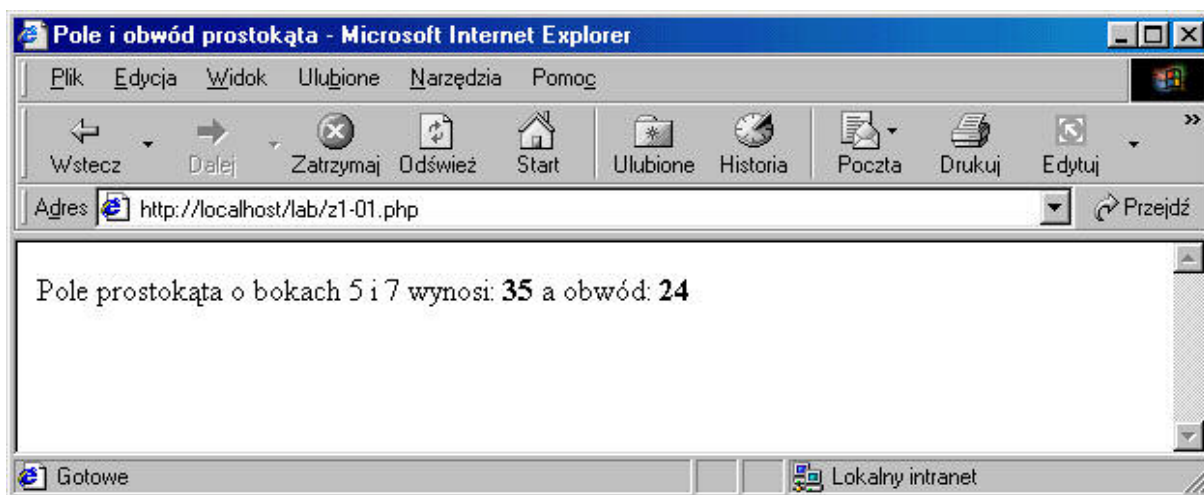 Pole i obwód prostokąta - Microsoft Internet Explorer
Plik Edycja Widok Ulubione Narzędzia Pomoc
Wstecz Dalej Zatrzymaj Odśwież Start Ulubione Historia Poczta Drukuj Edytuj »
Adres http://localhost/lab/z1-01.php Przejdź
Pole prostokąta o bokach 5 i 7 wynosi: 35 a obwód: 24
Gotowe Lokalny intranet